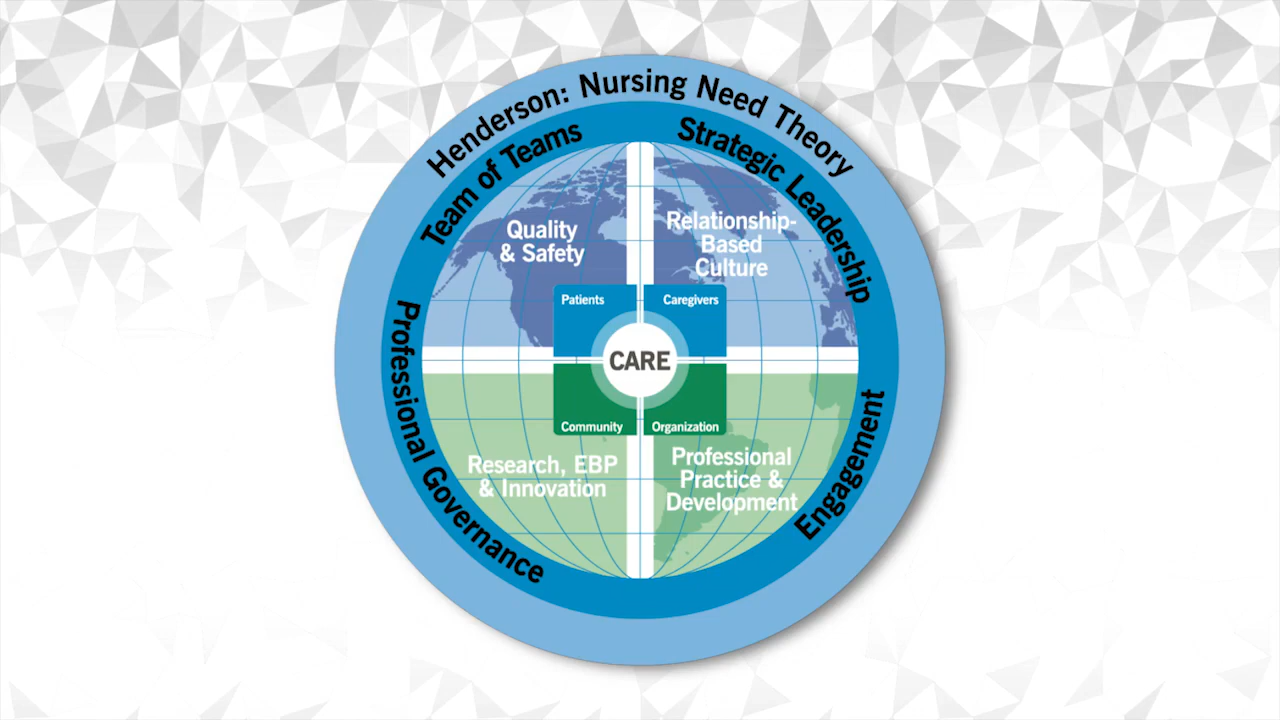 Henderson: Nursing Need Theory
Team of Teams
Strategic Leadership
Professional Governance
Engagement
Quality
& Safety
Relationship-
Based
Culture
Patients
Caregivers
CARE
Community
Organization
Research, EBP
& Innovation
Professional
Practice &
Development